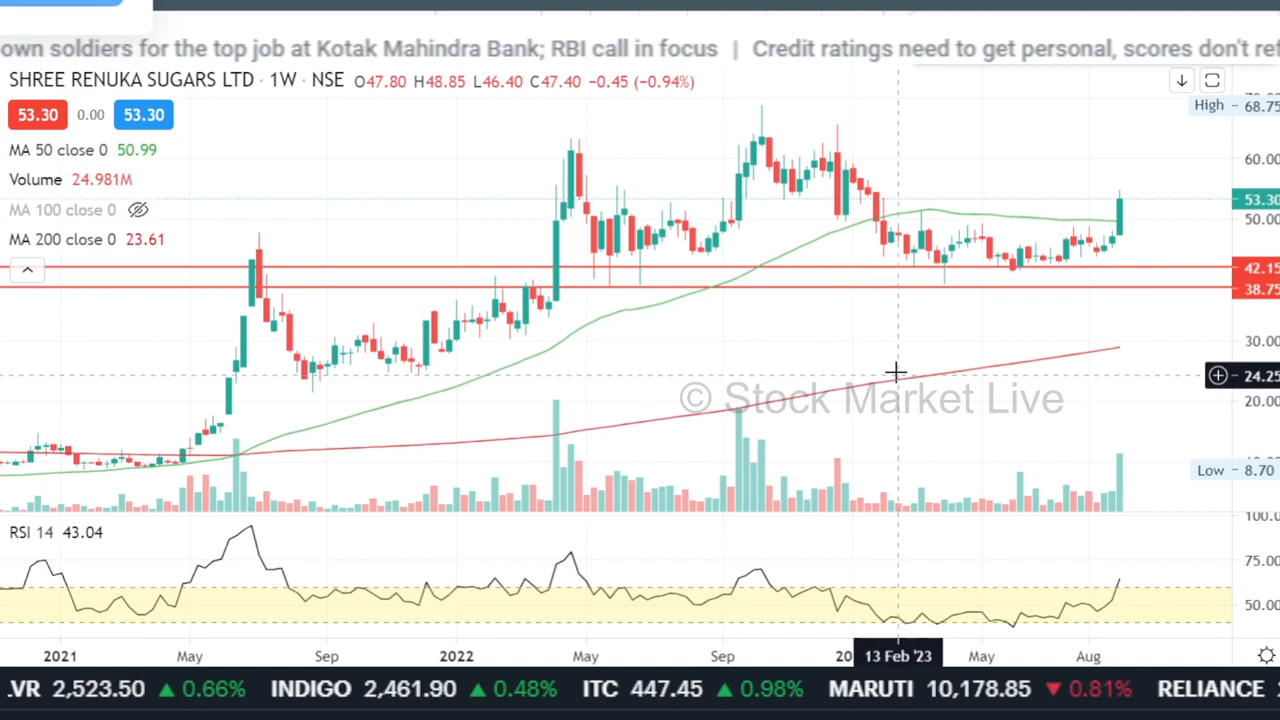 own soldiers for the top job at Kotak Mahindra Bank; RBI call in focus | Credit ratings need to get personal, scores don't
SHREE RENUKA SUGARS LTD · 1W · NSE O47.80 H48.85 L46.40 C47.40 −0.45 (−0.94%)
High 68.75
53.30 0.00 53.30
MA 50 close 0 50.99
60.00
Volume 24.981M
53.30
MA 100 close 0
50.00
MA 200 close 0 23.61
42.15
38.75
30.00
24.25
© Stock Market Live
20.00
Low 8.70
100.0
RSI 14 43.04
75.00
50.00
2021 May Sep 2022 May Sep 20 13 Feb '23 May Aug
.VR 2,523.50 ▲ 0.66% INDIGO 2,461.90 ▲ 0.48% ITC 447.45 ▲ 0.98% MARUTI 10,178.85 ▼ 0.81% RELIANCE